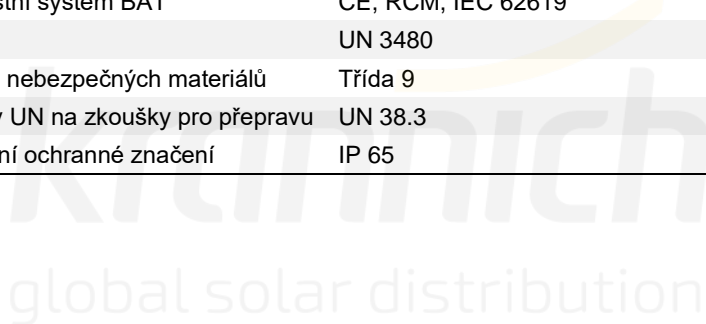 stní systém BAT CE, RCM, IEC 62619
UN 3480
nebezpečných materiálů Třída 9
UN na zkoušky pro přepravu UN 38.3
ní ochranné značení IP 65
krannich
global solar distribution